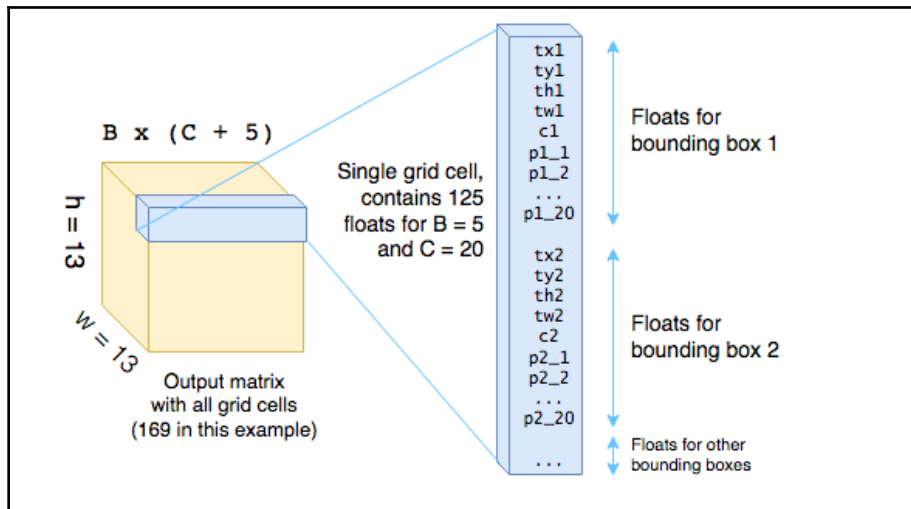 B x (C + 5)
h = 13
w = 13
Output matrix
with all grid cells
(169 in this example)
Single grid cell,
contains 125
floats for B = 5
and C = 20
tx1
ty1
th1
tw1
c1
p1_1
p1_2
...
p1_20
tx2
ty2
th2
tw2
c2
p2_1
p2_2
...
p2_20
...
Floats for
bounding box 1
Floats for
bounding box 2
Floats for other
bounding boxes